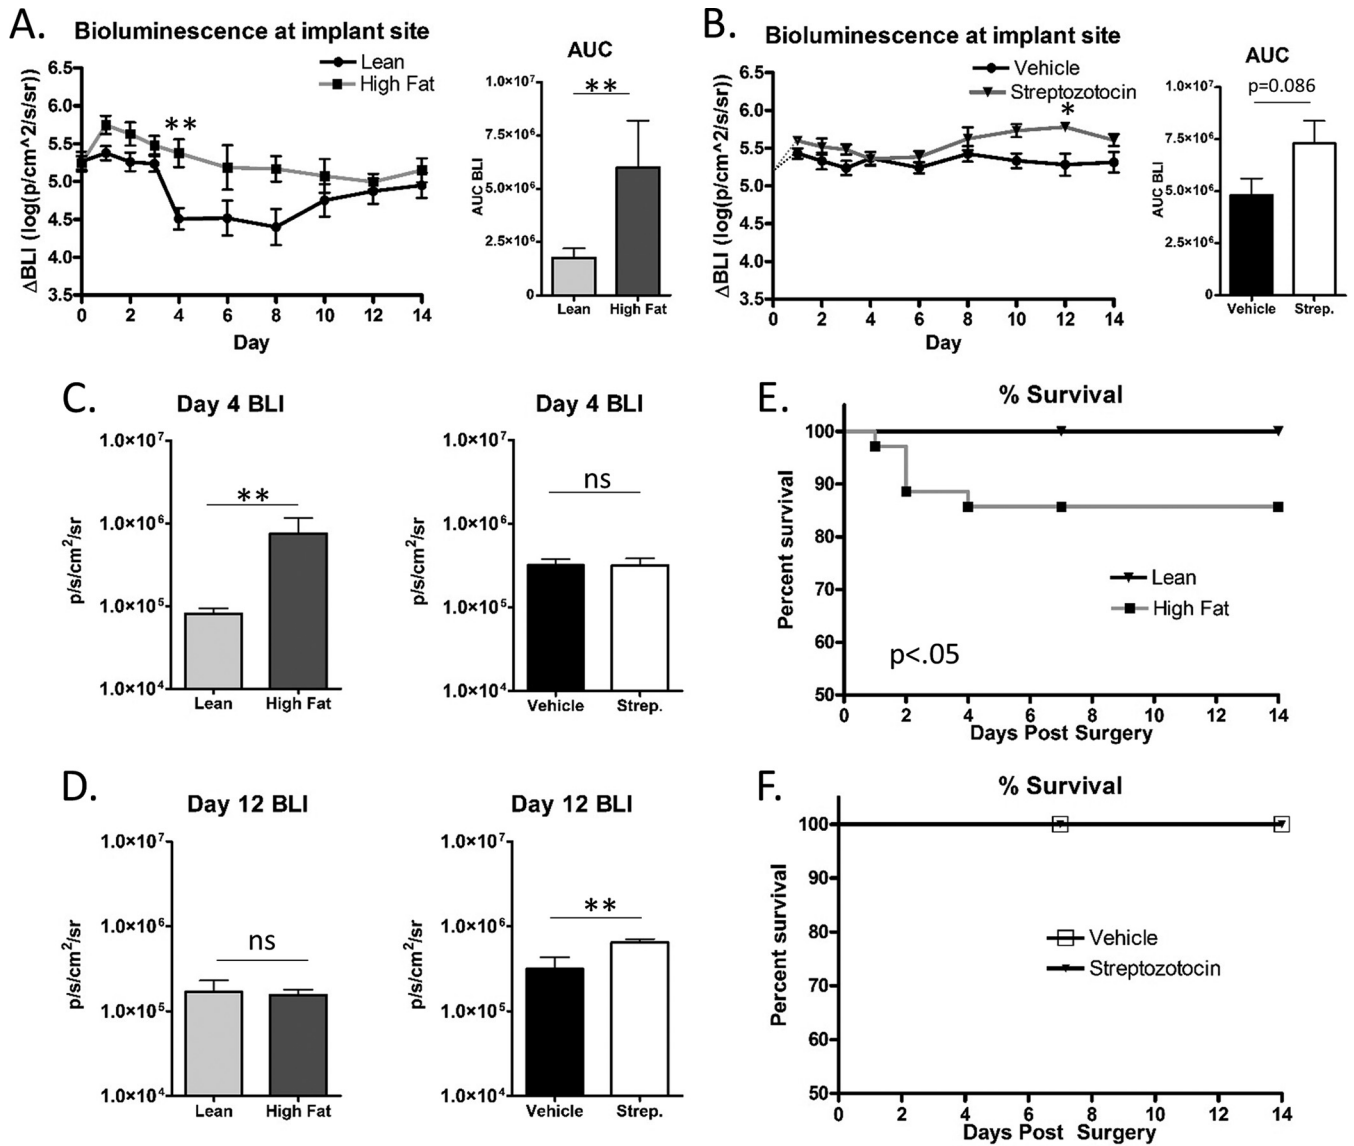 A.
Bioluminescence at implant site
Lean
High Fat
ΔBLI (log(p/cm^2/s/sr))
6.5
6.0
5.5
5.0
4.5
4.0
3.5
**
0 2 4 6 8 10 12 14
Day
AUC
**
AUC BLI
1.0×10⁷
7.5×10⁶
5.0×10⁶
2.5×10⁶
0
Lean High Fat
B.
Bioluminescence at implant site
Vehicle
Streptozotocin
ΔBLI (log(p/cm^2/s/sr))
6.5
6.0
5.5
5.0
4.5
4.0
3.5
*
0 2 4 6 8 10 12 14
Day
AUC
p=0.086
AUC BLI
1.0×10⁷
7.5×10⁶
5.0×10⁶
2.5×10⁶
0
Vehicle Strep.
C.
Day 4 BLI
**
p/s/cm²/sr
1.0×10⁷
1.0×10⁶
1.0×10⁵
1.0×10⁴
Lean High Fat
Day 4 BLI
ns
p/s/cm²/sr
1.0×10⁷
1.0×10⁶
1.0×10⁵
1.0×10⁴
Vehicle Strep.
E.
% Survival
Percent survival
100
90
80
70
60
50
Lean
High Fat
p<.05
0 2 4 6 8 10 12 14
Days Post Surgery
D.
Day 12 BLI
ns
p/s/cm²/sr
1.0×10⁷
1.0×10⁶
1.0×10⁵
1.0×10⁴
Lean High Fat
Day 12 BLI
**
p/s/cm²/sr
1.0×10⁷
1.0×10⁶
1.0×10⁵
1.0×10⁴
Vehicle Strep.
F.
% Survival
Percent survival
100
90
80
70
60
50
Vehicle
Streptozotocin
0 2 4 6 8 10 12 14
Days Post Surgery